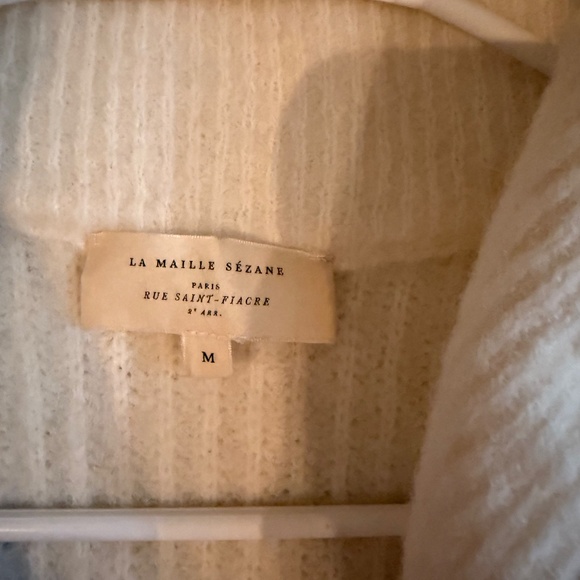 LA MAILLE SÉZANE
PARIS
RUE SAINT-FIACRE
2e ARR.
M